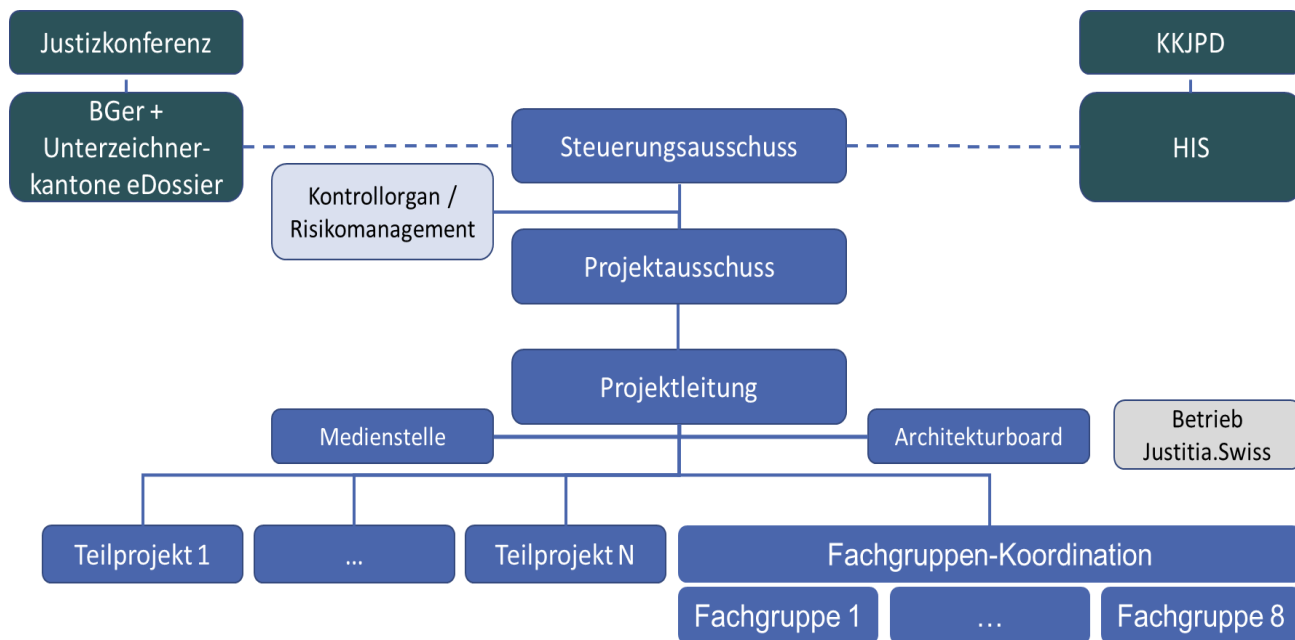 Justizkonferenz
KKJPD
BGer +
Unterzeichner-
kantone eDossier
Steuerungsausschuss
HIS
Kontrollorgan /
Risikomanagement
Projektausschuss
Projektleitung
Medienstelle
Architekturboard
Betrieb
Justitia.Swiss
Teilprojekt 1
...
Teilprojekt N
Fachgruppen-Koordination
Fachgruppe 1
...
Fachgruppe 8